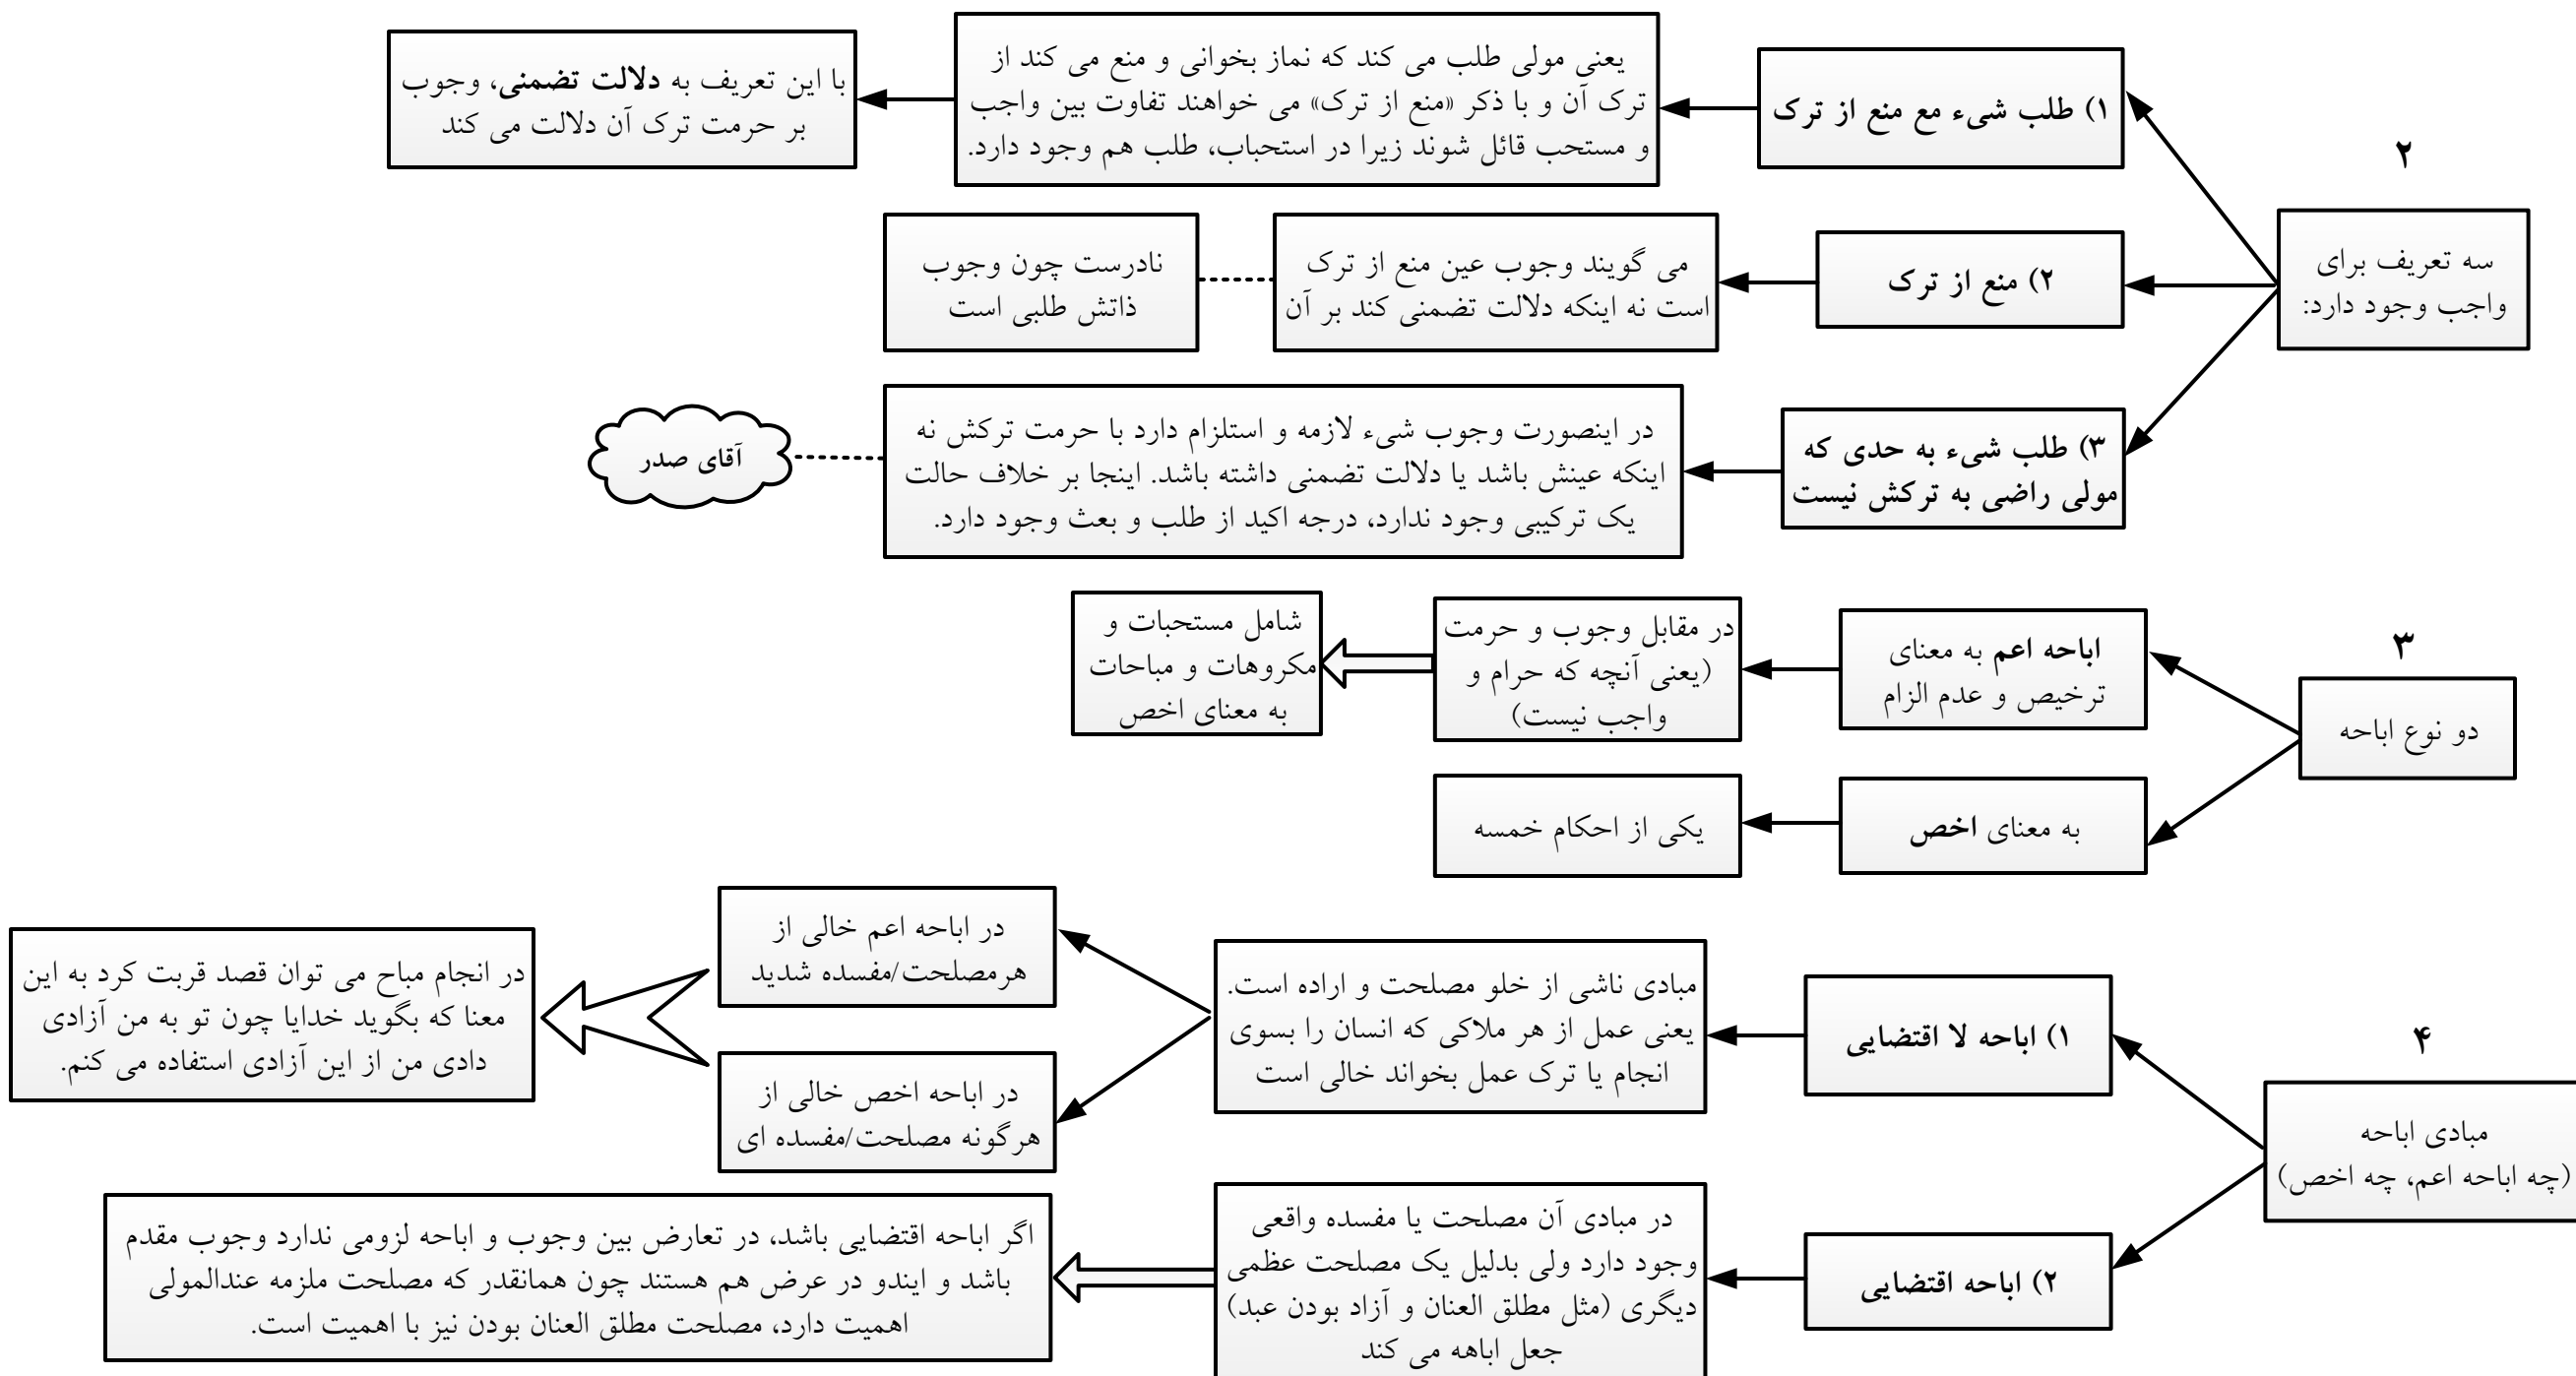 ۲
سه تعریف برای
واجب وجود دارد:
۱) طلب شیء مع منع از ترک
یعنی مولی طلب می کند که نماز بخوانی و منع می کند از
ترک آن و با ذکر «منع از ترک» می خواهند تفاوت بین واجب
و مستحب قائل شوند زیرا در استحباب، طلب هم وجود دارد.
با این تعریف به دلالت تضمنی، وجوب
بر حرمت ترک آن دلالت می کند
۲) منع از ترک
می گویند وجوب عین منع از ترک
است نه اینکه دلالت تضمنی کند بر آن
نادرست چون وجوب
ذاتش طلبی است
۳) طلب شیء به حدی که
مولی راضی به ترکش نیست
در اینصورت وجوب شیء لازمه و استلزام دارد با حرمت ترکش نه
اینکه عینش باشد یا دلالت تضمنی داشته باشد. اینجا بر خلاف حالت
یک ترکیبی وجود ندارد، درجه اکید از طلب و بعث وجود دارد.
آقای صدر
۳
دو نوع اباحه
اباحه اعم به معنای
ترخیص و عدم الزام
در مقابل وجوب و حرمت
(یعنی آنچه که حرام و
واجب نیست)
شامل مستحبات و
مکروهات و مباحات
به معنای اخص
به معنای اخص
یکی از احکام خمسه
۴
مبادی اباحه
(چه اباحه اعم، چه اخص)
۱) اباحه لا اقتضایی
مبادی ناشی از خلو مصلحت و اراده است.
یعنی عمل از هر ملاکی که انسان را بسوی
انجام یا ترک عمل بخواند خالی است
در اباحه اعم خالی از
هرمصلحت/مفسده شدید
در اباحه اخص خالی از
هرگونه مصلحت/مفسده ای
در انجام مباح می توان قصد قربت کرد به این
معنا که بگوید خدایا چون تو به من آزادی
دادی من از این آزادی استفاده می کنم.
۲) اباحه اقتضایی
در مبادی آن مصلحت یا مفسده واقعی
وجود دارد ولی بدلیل یک مصلحت عظمی
دیگری (مثل مطلق العنان و آزاد بودن عبد)
جعل اباهه می کند
اگر اباحه اقتضایی باشد، در تعارض بین وجوب و اباحه لزومی ندارد وجوب مقدم
باشد و ایندو در عرض هم هستند چون همانقدر که مصلحت ملزمه عندالمولی
اهمیت دارد، مصلحت مطلق العنان بودن نیز با اهمیت است.